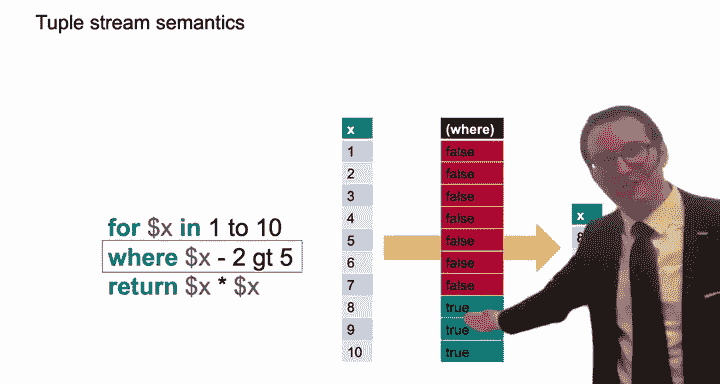 Tuple stream semantics
for $x in 1 to 10
where $x - 2 gt 5
return $x * $x
x
1
2
3
4
5
6
7
8
9
10
(where)
false
false
false
false
false
false
false
true
true
true
x
8